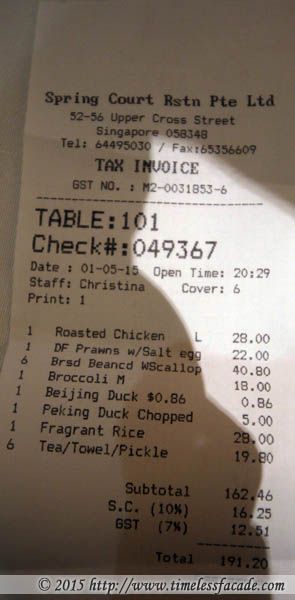 Spring Court Rstn Pte Ltd
52-56 Upper Cross Street
Singapore 058348
Tel: 64495030 / Fax:65356609
TAX INVOICE
GST NO. : M2-0031853-6
TABLE:101
Check#:049367
Date : 01-05-15 Open Time: 20:29
Staff: Christina Cover: 6
Print: 1
1 Roasted Chicken L 28.00
1 DF Prawns w/Salt egg 22.00
6 Brsd Beancd WScallop 40.80
1 Broccoli M 18.00
1 Beijing Duck $0.86 0.86
1 Peking Duck Chopped 5.00
1 Fragrant Rice 28.00
6 Tea/Towel/Pickle 19.80
Subtotal 162.46
S.C. (10%) 16.25
GST (7%) 12.51
Total 191.20
© 2015 http://www.timelessfacade.com